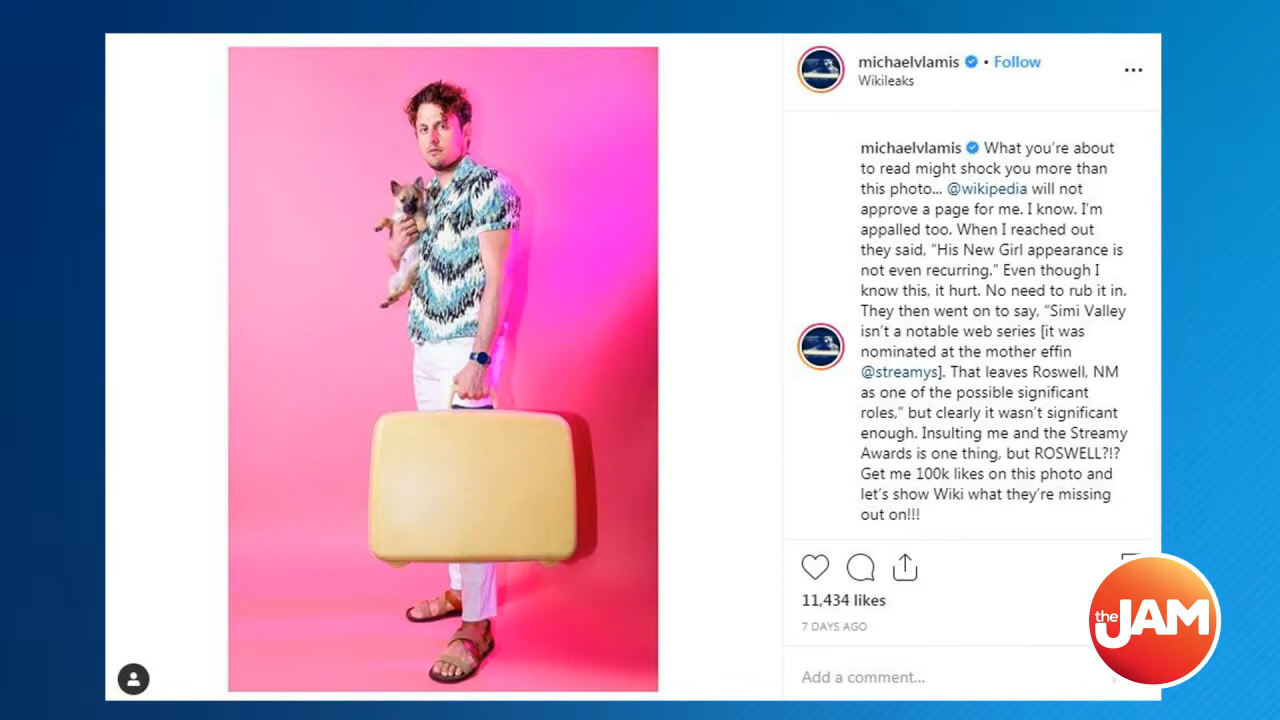 michaelvlamis • Follow
Wikileaks
michaelvlamis What you're about
to read might shock you more than
this photo... @wikipedia will not
approve a page for me. I know. I'm
appalled too. When I reached out
they said, “His New Girl appearance is
not even recurring.” Even though I
know this, it hurt. No need to rub it in.
They then went on to say, “Simi Valley
isn't a notable web series [it was
nominated at the mother effin
@streamys]. That leaves Roswell, NM
as one of the possible significant
roles,” but clearly it wasn't significant
enough. Insulting me and the Streamy
Awards is one thing, but ROSWELL?!?
Get me 100k likes on this photo and
let's show Wiki what they're missing
out on!!!
11,434 likes
7 DAYS AGO
Add a comment...
the JAM